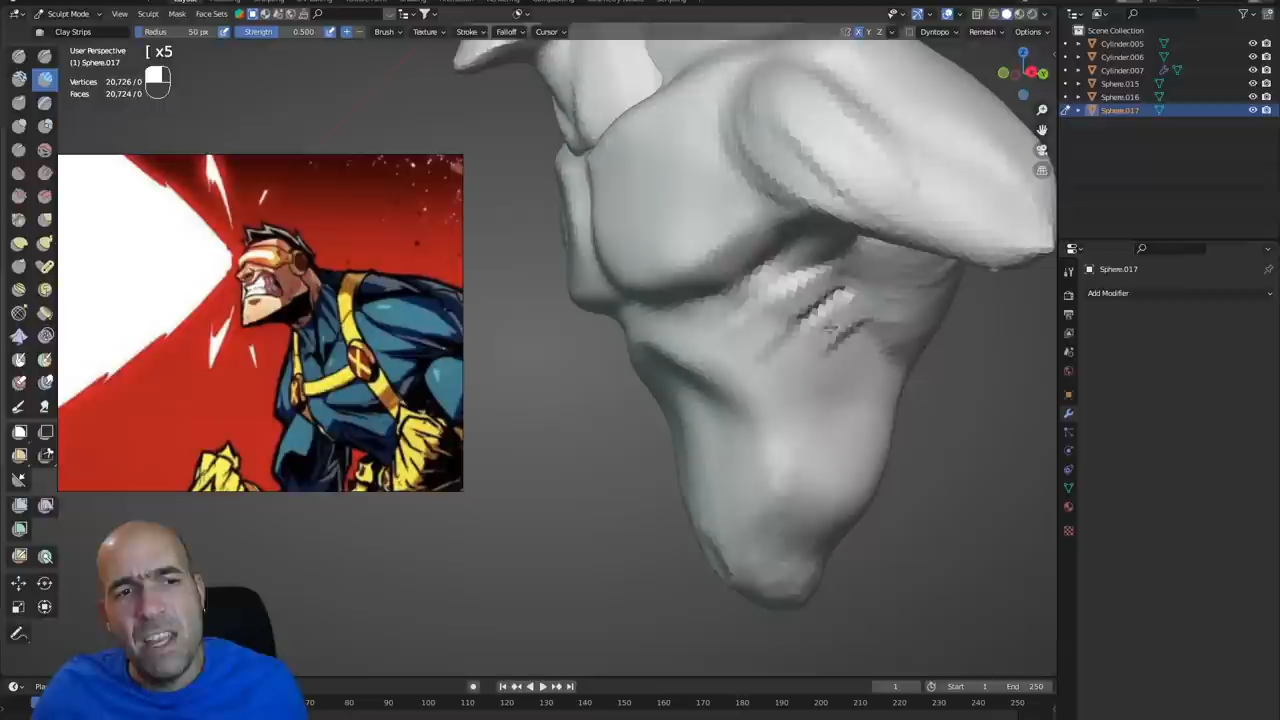 Sculpt Mode View Sculpt Mask Face Sets
Clay Strips Radius 50 px Strength 0.500 Brush Texture Stroke Falloff Cursor X Y Z Dyntopo Remesh Options
User Perspective
(1) Sphere.017
[ x5
Vertices 20,726 / 0
Faces 20,724 / 0
Scene Collection
Cylinder.005
Cylinder.006
Cylinder.007
Sphere.015
Sphere.016
Sphere.017
Sphere.017
Add Modifier
1 Start 1 End 250
70 80 90 100 110 120 130 140 150 160 170 180 190 200 210 220 230 240 250